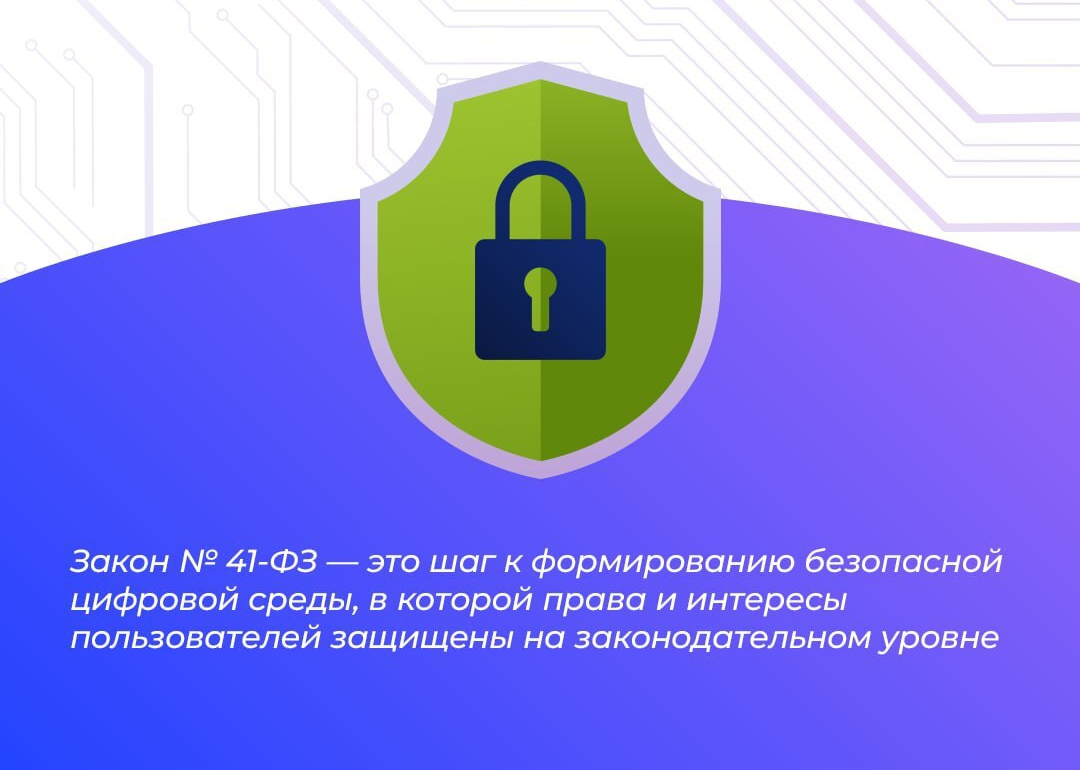 Закон № 41-ФЗ — это шаг к формированию безопасной
цифровой среды, в которой права и интересы
пользователей защищены на законодательном уровне